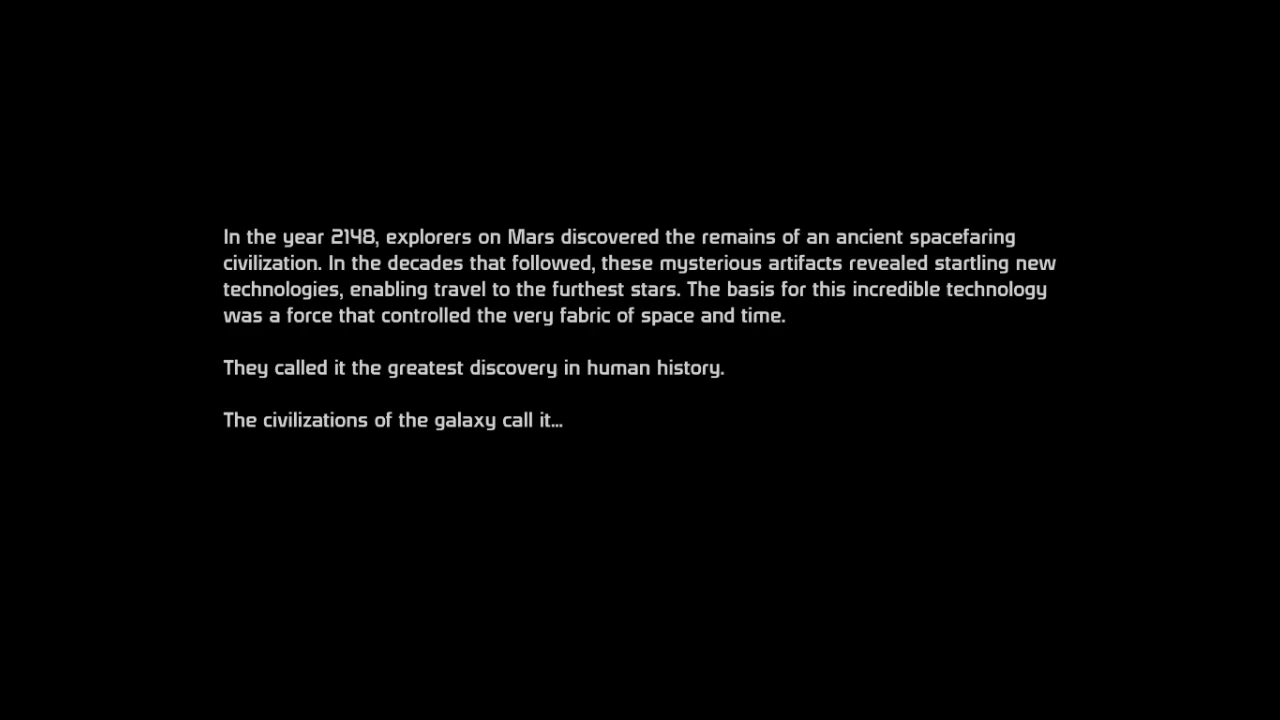 In the year 2148, explorers on Mars discovered the remains of an ancient spacefaring
civilization. In the decades that followed, these mysterious artifacts revealed startling new
technologies, enabling travel to the furthest stars. The basis for this incredible technology
was a force that controlled the very fabric of space and time.
They called it the greatest discovery in human history.
The civilizations of the galaxy call it...